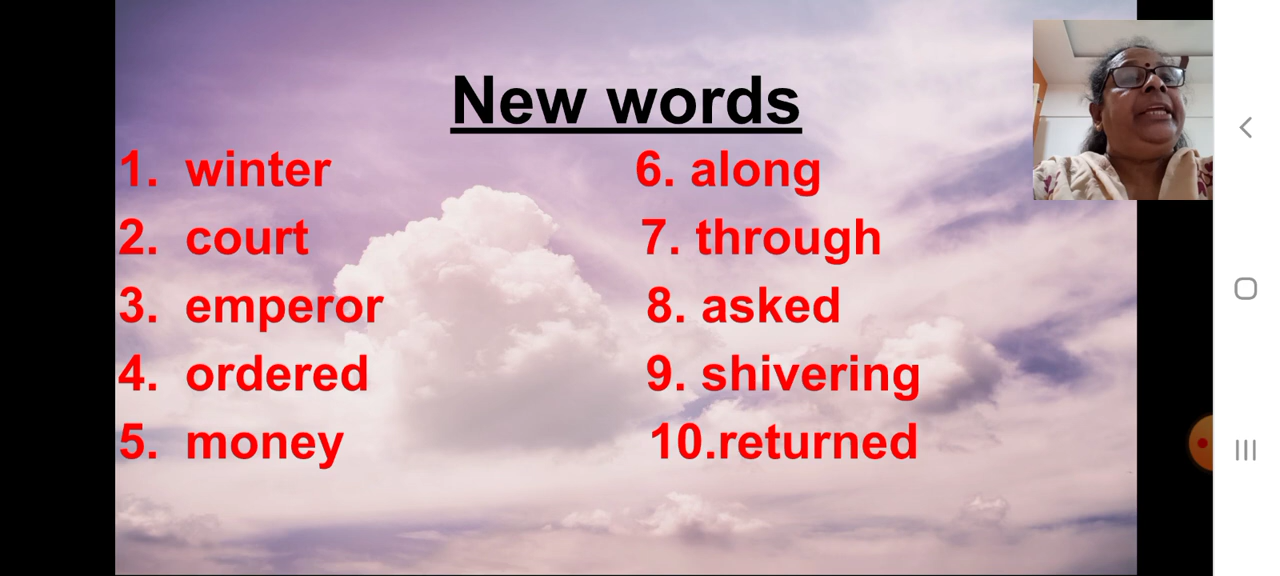 New words
1. winter
2. court
3. emperor
4. ordered
5. money
6. along
7. through
8. asked
9. shivering
10.returned